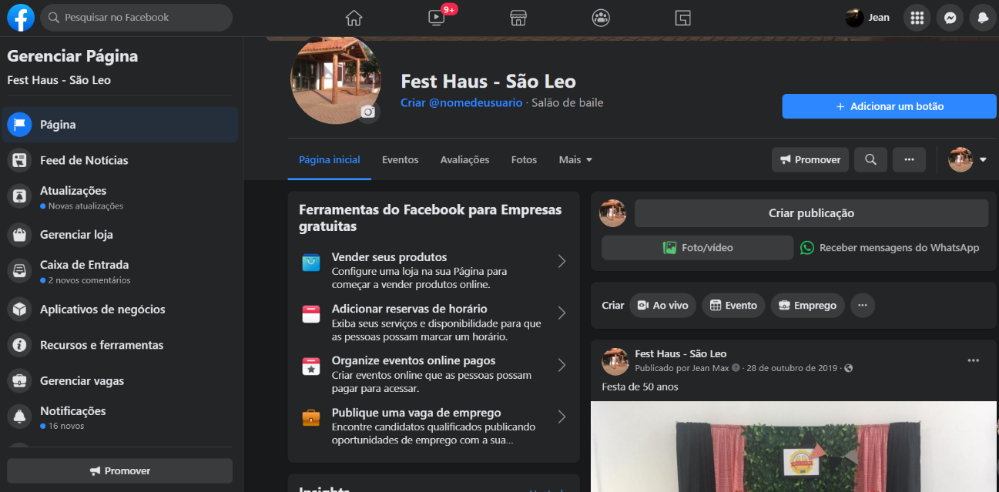 Pesquisar no Facebook
9+
Jean
Gerenciar Página
Fest Haus - São Leo
Página
Feed de Notícias
Atualizações
Novas atualizações
Gerenciar loja
Caixa de Entrada
2 novos comentários
Aplicativos de negócios
Recursos e ferramentas
Gerenciar vagas
Notificações
16 novos
Promover
Fest Haus - São Leo
Criar @nomedeusuario · Salão de baile
+ Adicionar um botão
Página inicial Eventos Avaliações Fotos Mais
Promover
Ferramentas do Facebook para Empresas
gratuitas
Vender seus produtos
Configure uma loja na sua Página para
começar a vender produtos online.
Adicionar reservas de horário
Exiba seus serviços e disponibilidade para que
as pessoas possam marcar um horário.
Organize eventos online pagos
Criar eventos online que as pessoas possam
pagar para acessar.
Publique uma vaga de emprego
Encontre candidatos qualificados publicando
oportunidades de emprego com a sua...
Insights
Criar publicação
Foto/vídeo
Receber mensagens do WhatsApp
Criar Ao vivo Evento Emprego
Fest Haus - São Leo
Publicado por Jean Max · 28 de outubro de 2019 ·
Festa de 50 anos